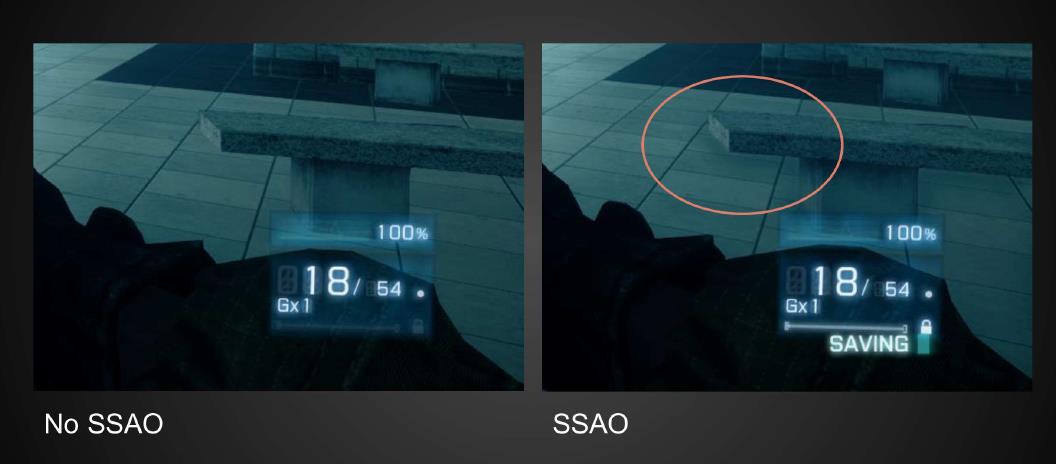 100%
18/ 54
Gx1
No SSAO
100%
18/ 54
Gx1
SAVING
SSAO